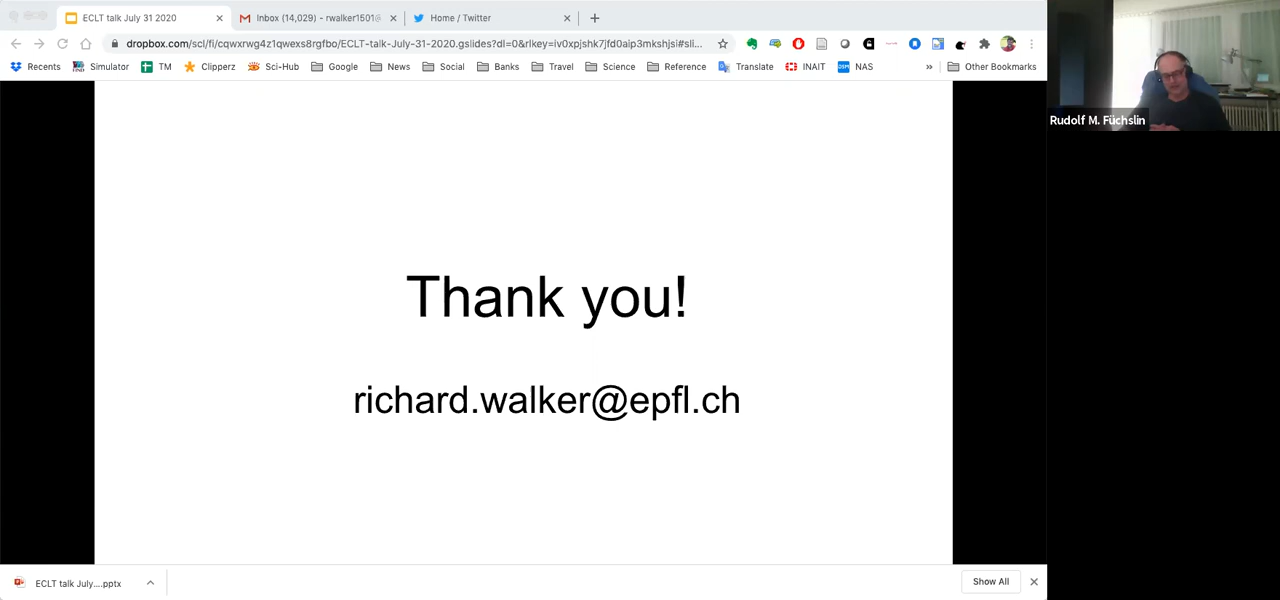 ECLT talk July 31 2020
Inbox (14,029) - rwalker1501@
Home / Twitter
dropbox.com/scl/fi/cqwxrwg4z1qwexs8rgfbo/ECLT-talk-July-31-2020.gslides?dl=0&rlkey=iv0xpjshk7jfd0aip3mkshjsi#sli...
Recents
Simulator
TM
Clipperz
Sci-Hub
Google
News
Social
Banks
Travel
Science
Reference
Translate
INAIT
NAS
»
Other Bookmarks
Rudolf M. Füchslin
Thank you!
richard.walker@epfl.ch
ECLT talk July....pptx
Show All